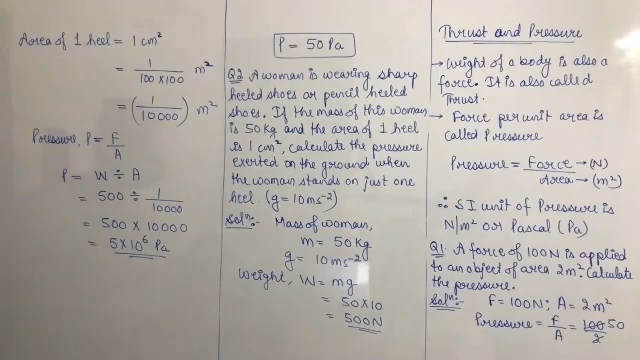 Thrust and Pressure
→ Weight of a body is also a
force. It is also called
Thrust.
→ Force per unit area is
called Pressure
Pressure = Force → (N)
Area → (m²)
∴ SI unit of Pressure is
N/m² or Pascal (Pa)
Q1. A force of 100N is applied
to an object of area 2m². Calculate
the pressure.
Solⁿ:- F = 100N; A = 2m²
Pressure = F/A = 100/2 50
P = 50 Pa
Q2 A woman is wearing sharp
heeled shoes or pencil heeled
shoes. If the mass of this woman
is 50 Kg and the area of 1 heel
is 1 cm², calculate the pressure
exerted on the ground when
the woman stands on just one
heel (g = 10ms⁻²)
Solⁿ:- Mass of woman,
m = 50 Kg
g = 10 ms⁻²
Weight, W = mg
= 50 × 10
= 500N
Area of 1 heel = 1 cm²
= 1/100×100 m²
= (1/10000) m²
Pressure, P = F/A
P = W ÷ A
= 500 ÷ 1/10000
= 500 × 10000
= 5×10⁶ Pa